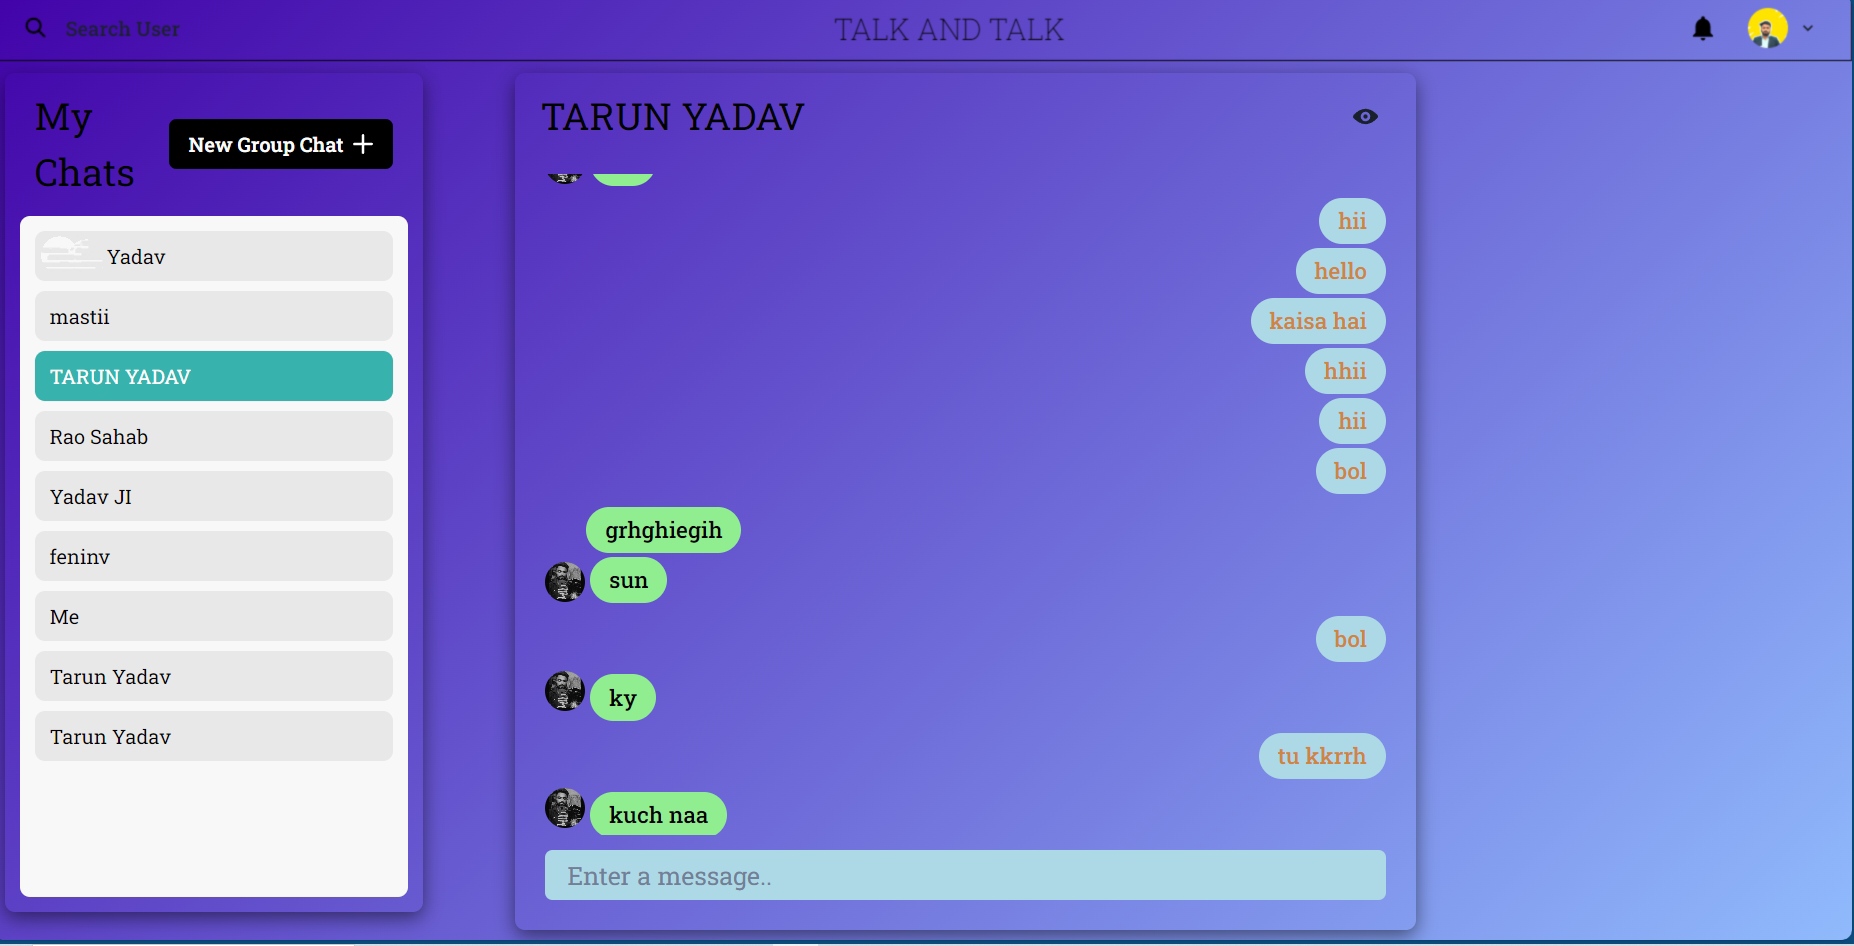 Search User
TALK AND TALK
My
Chats
New Group Chat
Yadav
mastii
TARUN YADAV
Rao Sahab
Yadav JI
feninv
Me
Tarun Yadav
Tarun Yadav
TARUN YADAV
hii
hello
kaisa hai
hhii
hii
bol
grhghiegih
sun
bol
ky
tu kkrrh
kuch naa
Enter a message..